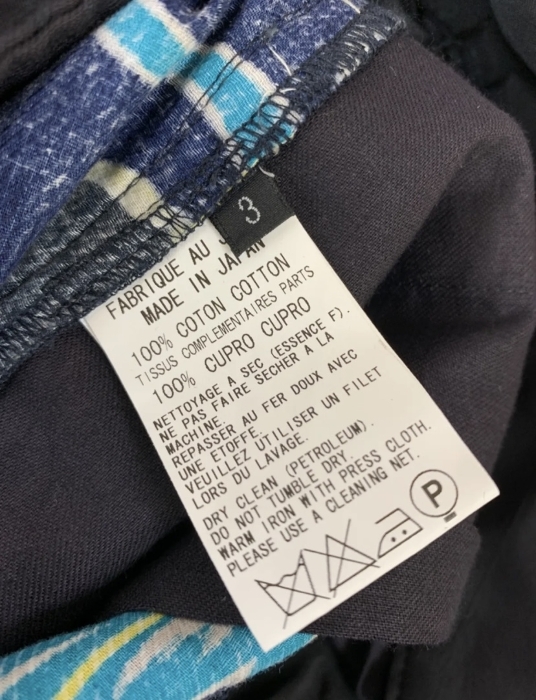 3
FABRIQUE AU
MADE IN JAPAN
100% COTON COTTON
TISSUS COMPLEMENTAIRES PARTS
100% CUPRO CUPRO
NETTOYAGE A SEC (ESSENCE F).
NE PAS FAIRE SECHER A LA
MACHINE.
REPASSER AU FER DOUX AVEC
UNE ETOFFE.
VEUILLEZ UTILISER UN FILET
LORS DU LAVAGE.
DRY CLEAN (PETROLEUM).
DO NOT TUMBLE DRY.
WARM IRON WITH PRESS CLOTH.
PLEASE USE A CLEANING NET.
P